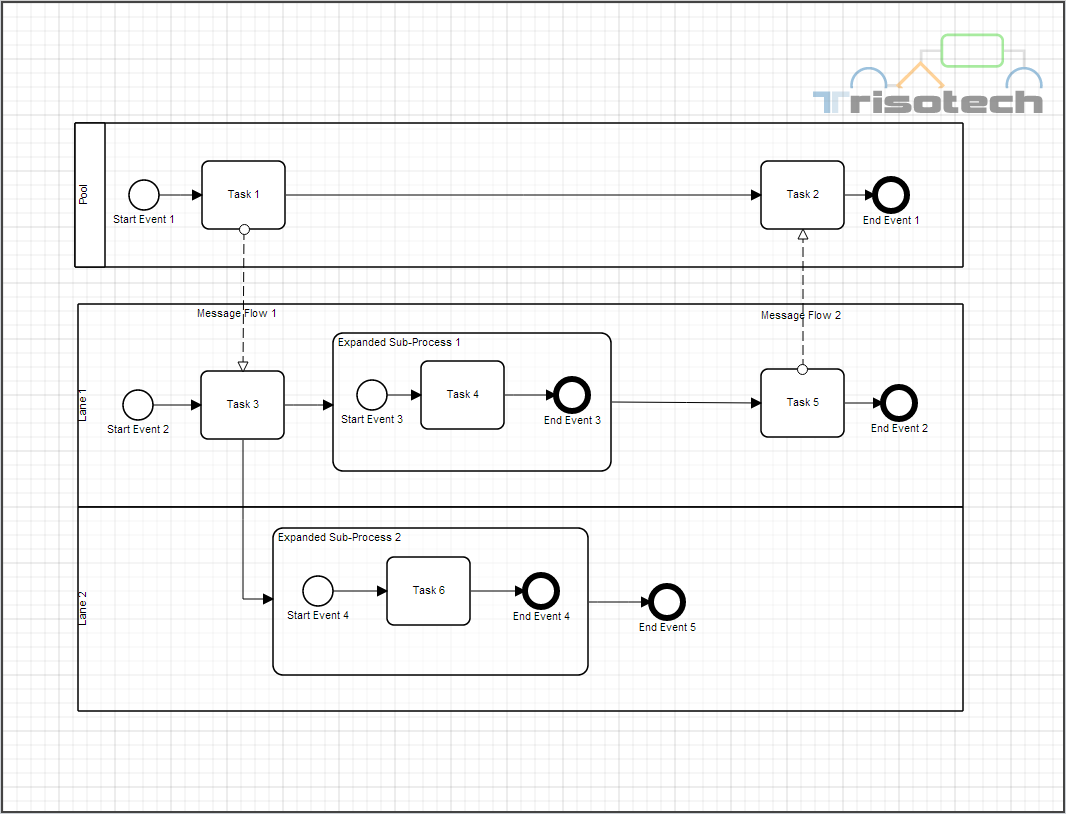 Trisotech
Pool
Task 1
Task 2
Start Event 1
End Event 1
Message Flow 1
Message Flow 2
Lane 1
Expanded Sub-Process 1
Task 3
Task 4
Task 5
Start Event 2
Start Event 3
End Event 3
End Event 2
Lane 2
Expanded Sub-Process 2
Task 6
Start Event 4
End Event 4
End Event 5